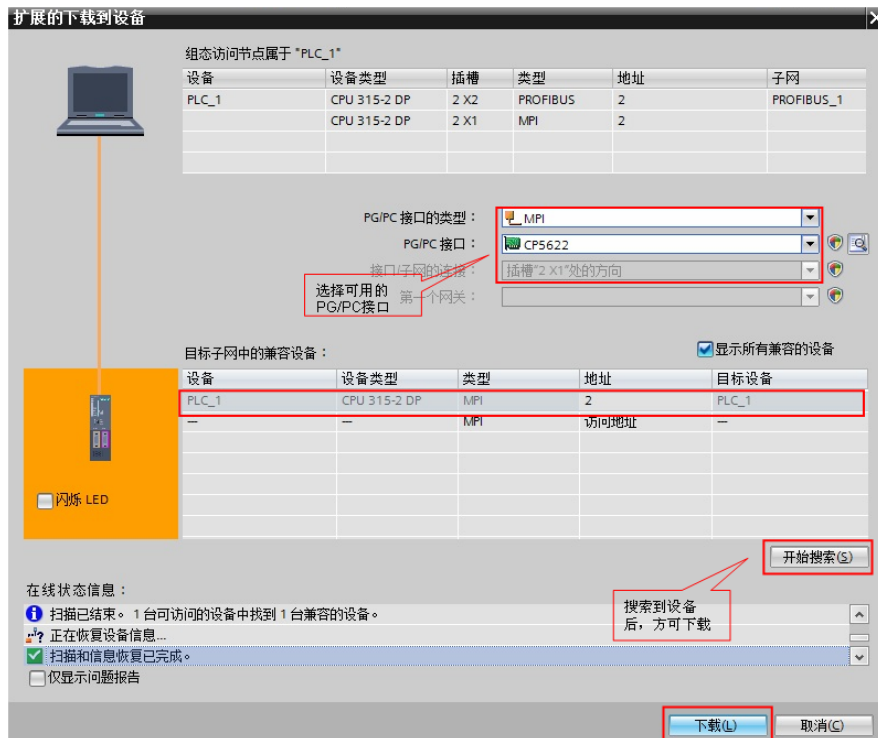 扩展的下载到设备
组态访问节点属于 "PLC_1"
设备 设备类型 插槽 类型 地址 子网
PLC_1 CPU 315-2 DP 2 X2 PROFIBUS 2 PROFIBUS_1
CPU 315-2 DP 2 X1 MPI 2
PG/PC 接口的类型： MPI
PG/PC 接口： CP5622
接口/子网的连接： 插槽"2 X1"处的方向
第一个网关：
选择可用的
PG/PC接口
目标子网中的兼容设备：
显示所有兼容的设备
设备 设备类型 类型 地址 目标设备
PLC_1 CPU 315-2 DP MPI 2 PLC_1
— — MPI 访问地址 —
闪烁 LED
开始搜索(S)
在线状态信息：
扫描已结束。1 台可访问的设备中找到 1 台兼容的设备。
正在恢复设备信息...
扫描和信息恢复已完成。
搜索到设备
后，方可下载
仅显示问题报告
下载(L) 取消(C)